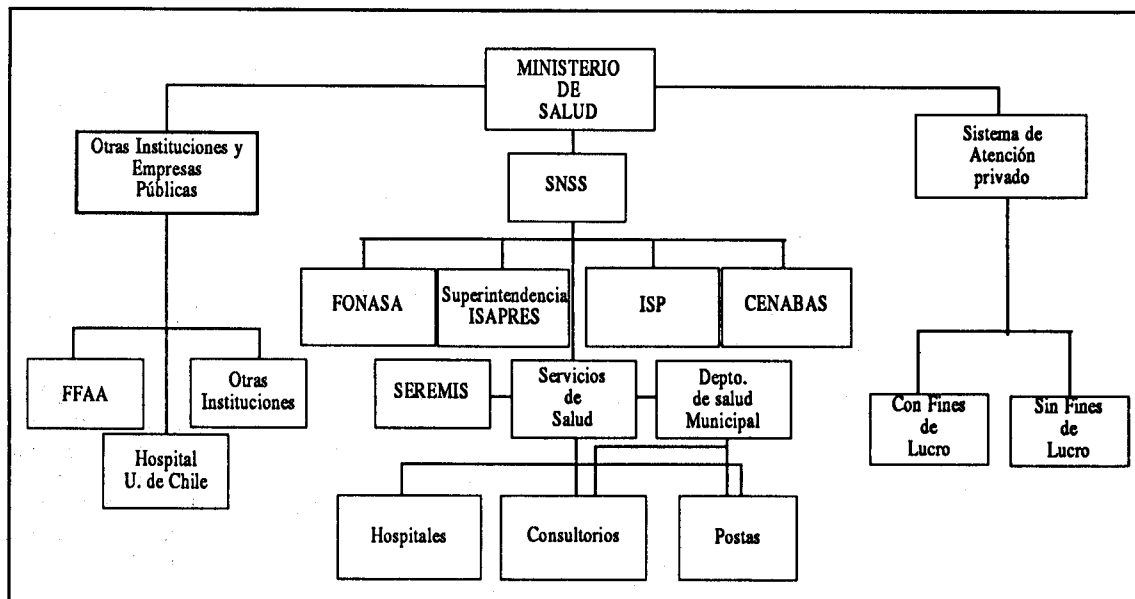 MINISTERIO
DE
SALUD
Otras Instituciones y
Empresas
Públicas
SNSS
Sistema de
Atención
privado
FONASA
Superintendencia
ISAPRES
ISP
CENABAS
FFAA
Otras
Instituciones
Hospital
U. de Chile
SEREMIS
Servicios
de
Salud
Depto.
de salud
Municipal
Con Fines
de
Lucro
Sin Fines
de
Lucro
Hospitales
Consultorios
Postas